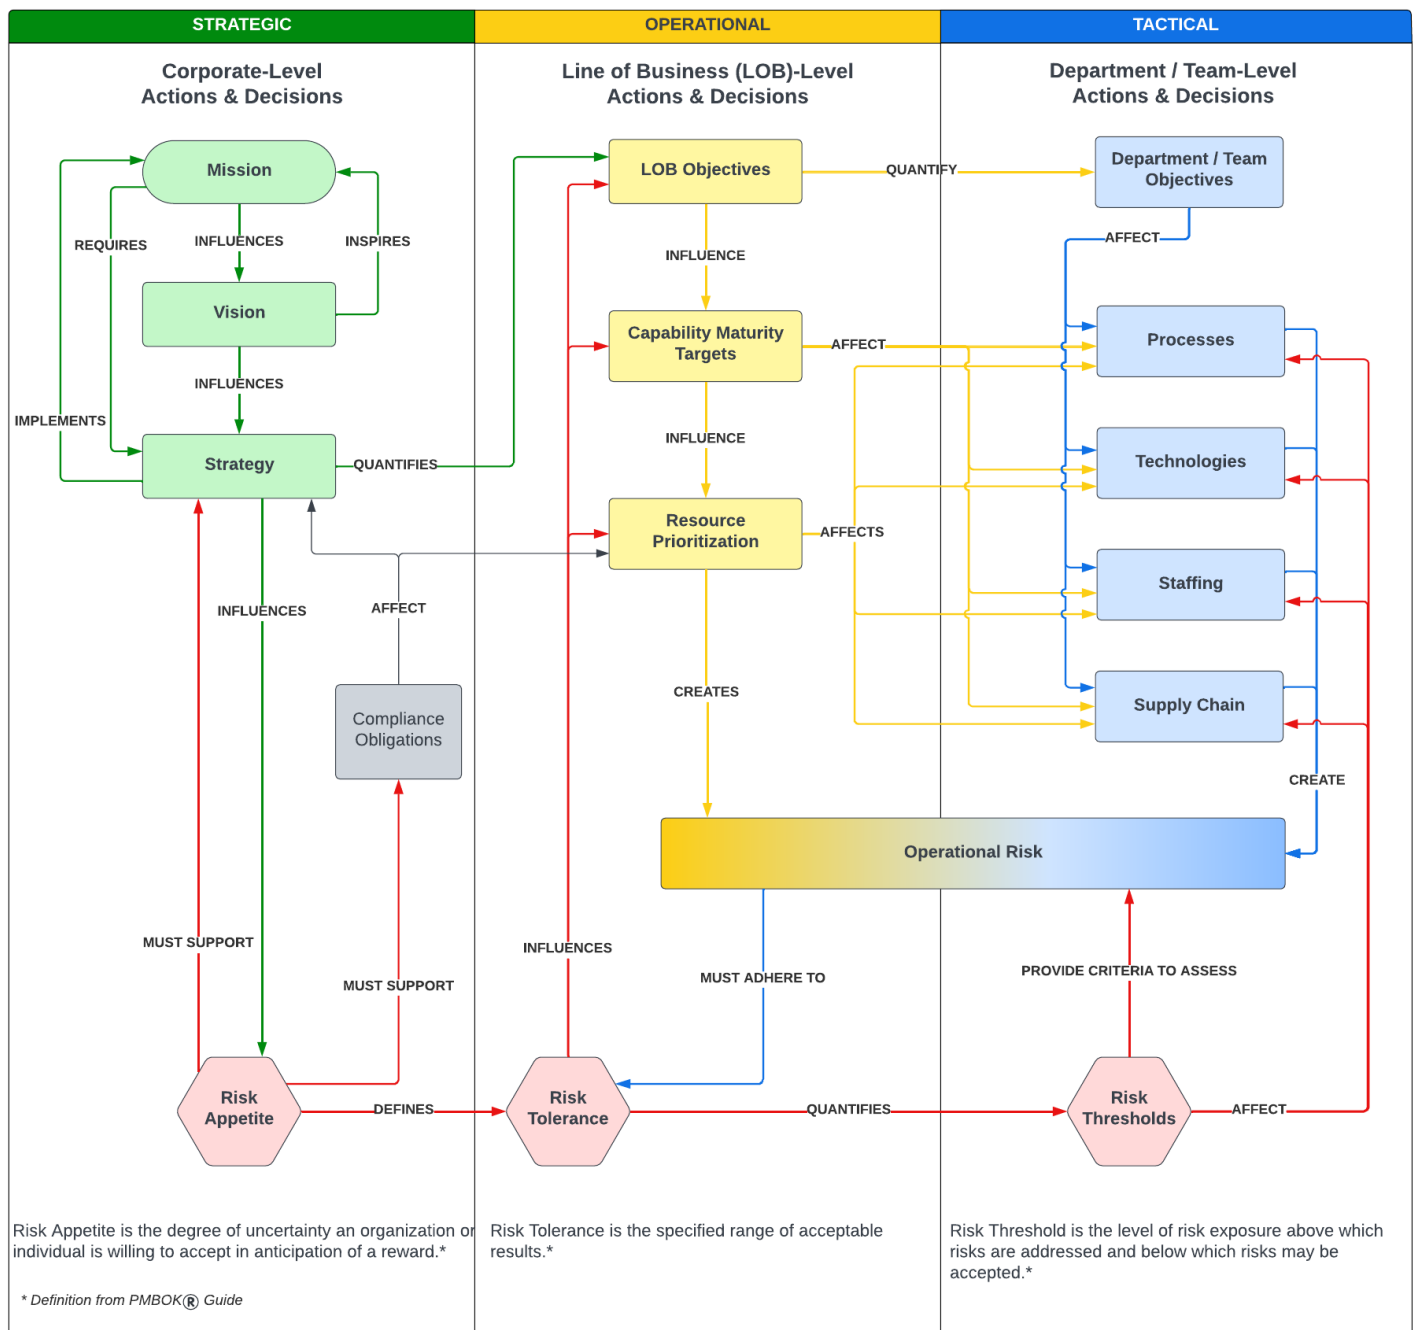 STRATEGIC
OPERATIONAL
TACTICAL
Corporate-Level
Actions & Decisions
Line of Business (LOB)-Level
Actions & Decisions
Department / Team-Level
Actions & Decisions
Mission
LOB Objectives
QUANTIFY
Department / Team
Objectives
REQUIRES
INFLUENCES
INSPIRES
INFLUENCE
AFFECT
Vision
Capability Maturity
Targets
AFFECT
Processes
INFLUENCES
IMPLEMENTS
INFLUENCE
Strategy
QUANTIFIES
Technologies
Resource
Prioritization
AFFECTS
INFLUENCES
AFFECT
Staffing
CREATES
Compliance
Obligations
Supply Chain
CREATE
Operational Risk
MUST SUPPORT
INFLUENCES
MUST SUPPORT
MUST ADHERE TO
PROVIDE CRITERIA TO ASSESS
Risk
Appetite
DEFINES
Risk
Tolerance
QUANTIFIES
Risk
Thresholds
AFFECT
Risk Appetite is the degree of uncertainty an organization or
individual is willing to accept in anticipation of a reward.*
Risk Tolerance is the specified range of acceptable
results.*
Risk Threshold is the level of risk exposure above which
risks are addressed and below which risks may be
accepted.*
* Definition from PMBOK® Guide